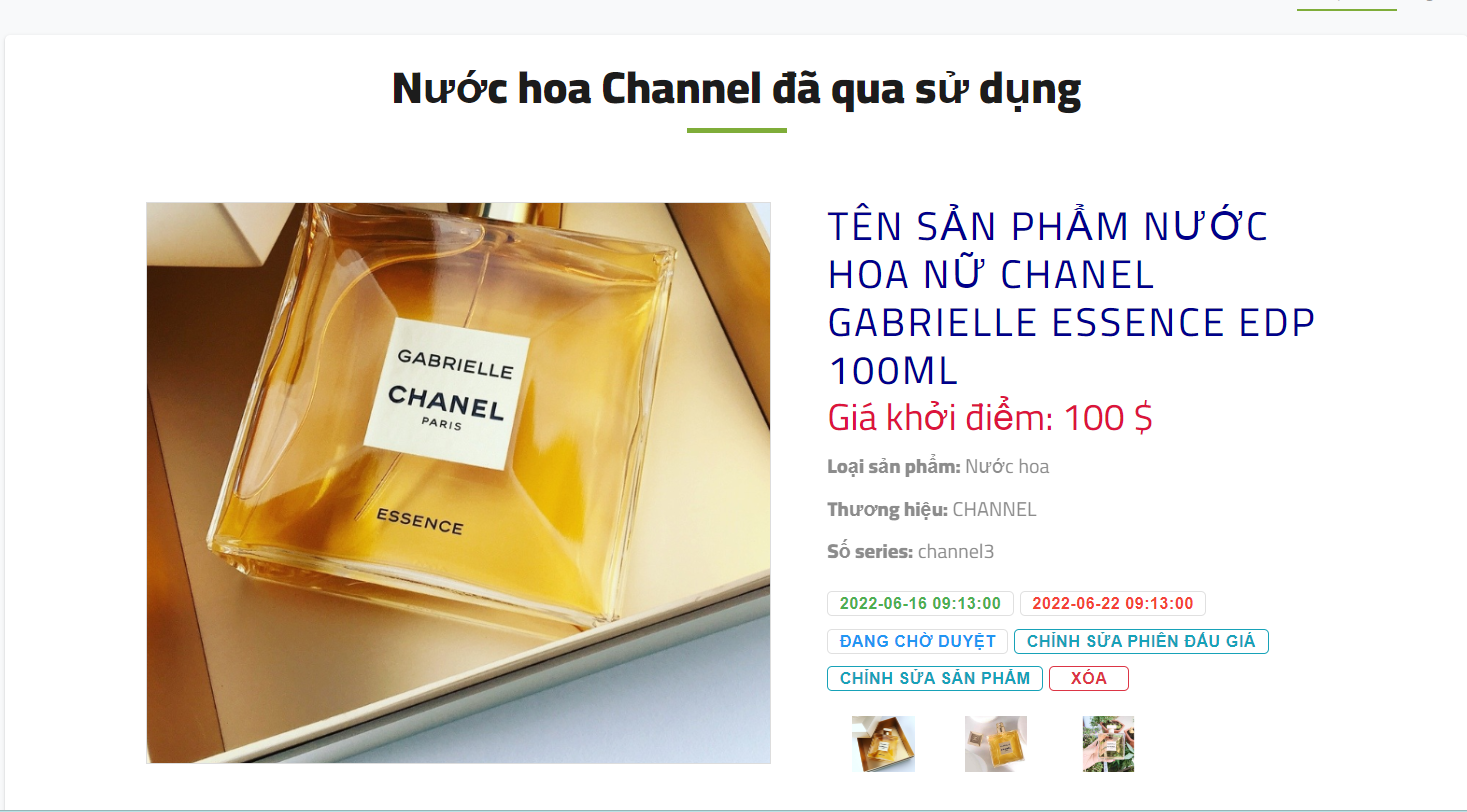 Nước hoa Channel đã qua sử dụng
GABRIELLE
CHANEL
PARIS
ESSENCE
TÊN SẢN PHẨM NƯỚC
HOA NỮ CHANEL
GABRIELLE ESSENCE EDP
100ML
Giá khởi điểm: 100 $
Loại sản phẩm: Nước hoa
Thương hiệu: CHANNEL
Số series: channel3
2022-06-16 09:13:00 2022-06-22 09:13:00
ĐANG CHỜ DUYỆT CHỈNH SỬA PHIÊN ĐẤU GIÁ
CHỈNH SỬA SẢN PHẨM XÓA